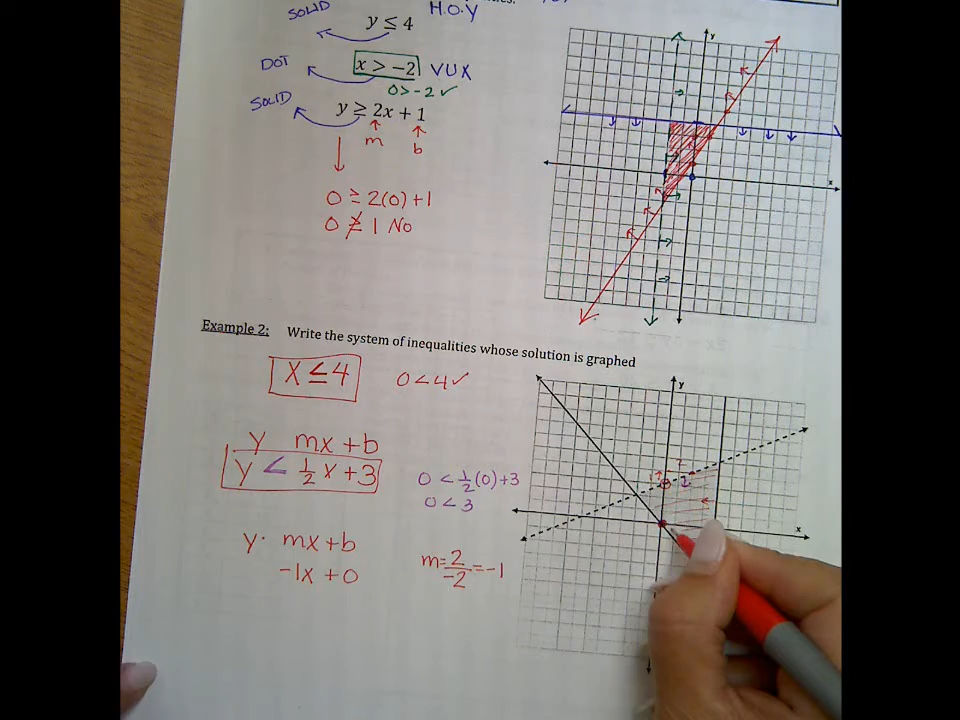 SOLID
H.O.Y
y ≤ 4
DOT
x > −2 VUX
0 > -2 ✓
SOLID
y ≥ 2x + 1
m b
0 ≥ 2(0)+1
0 ≱ 1 No
y
x
Example 2: Write the system of inequalities whose solution is graphed
X ≤ 4 0 < 4 ✓
y mx + b
y < 1/2 x + 3
0 < 1/2(0)+3
0 < 3
y
x
2
y· mx + b
-1x + 0
m = 2/-2 = -1